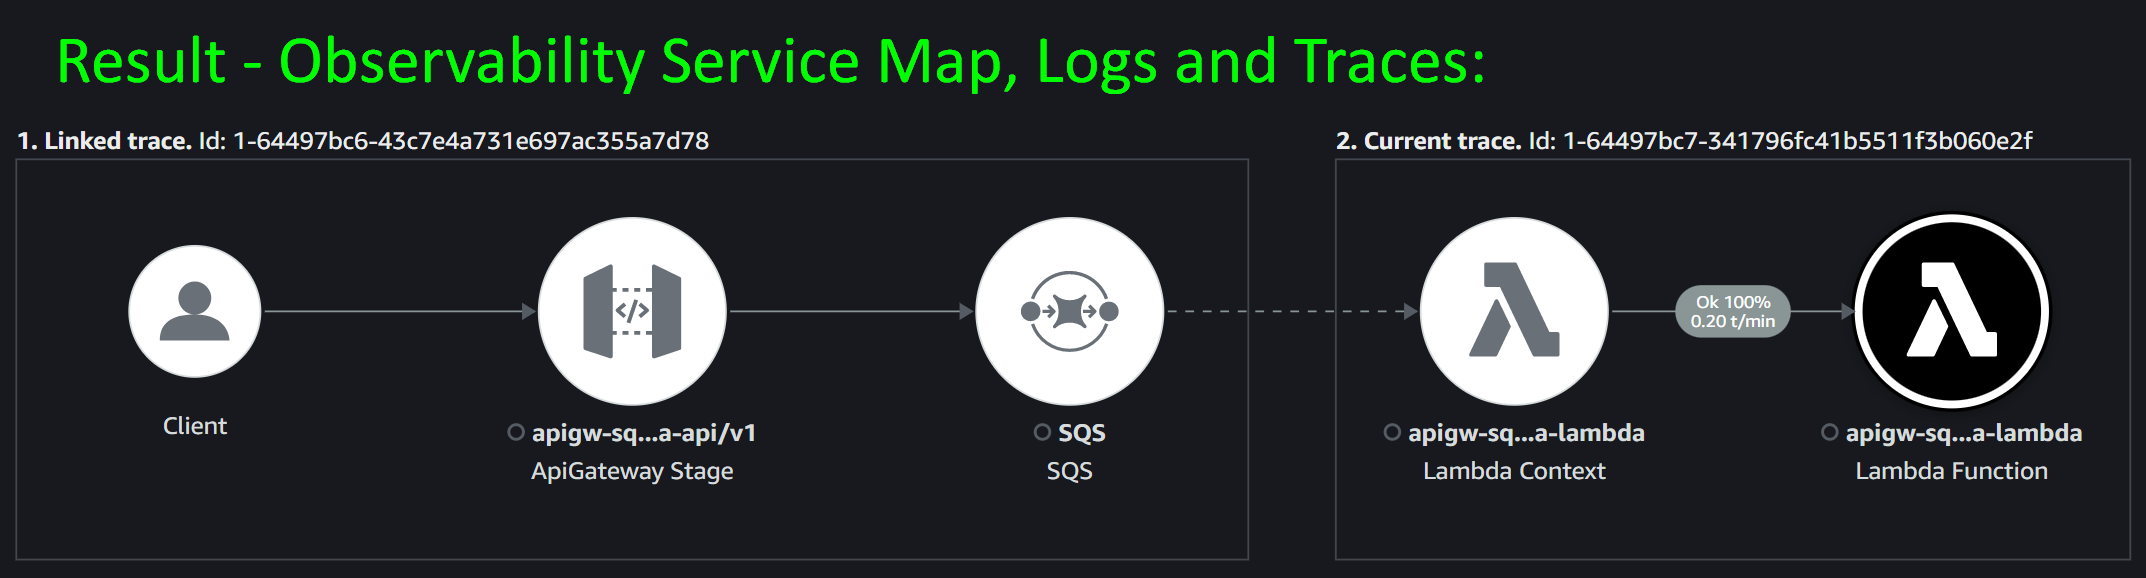 Result - Observability Service Map, Logs and Traces:
1. Linked trace. Id: 1-64497bc6-43c7e4a731e697ac355a7d78
2. Current trace. Id: 1-64497bc7-341796fc41b5511f3b060e2f
</>
Ok 100%
0.20 t/min
Client
apigw-sq...a-api/v1
ApiGateway Stage
SQS
SQS
apigw-sq...a-lambda
Lambda Context
apigw-sq...a-lambda
Lambda Function